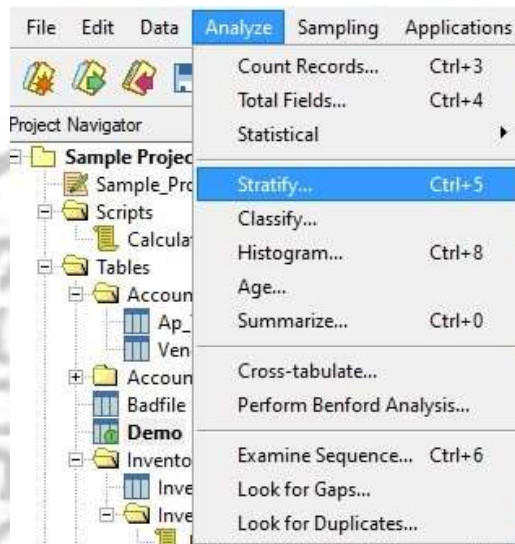 File Edit Data Analyze Sampling Applications
Count Records... Ctrl+3
Total Fields... Ctrl+4
Statistical
Stratify... Ctrl+5
Classify...
Histogram... Ctrl+8
Age...
Summarize... Ctrl+0
Cross-tabulate...
Perform Benford Analysis...
Examine Sequence... Ctrl+6
Look for Gaps...
Look for Duplicates...
Project Navigator
Sample Projec
Sample_Pro
Scripts
Calcula
Tables
Accoun
Ap_
Ven
Accoun
Badfile
Demo
Invento
Inve
Inve